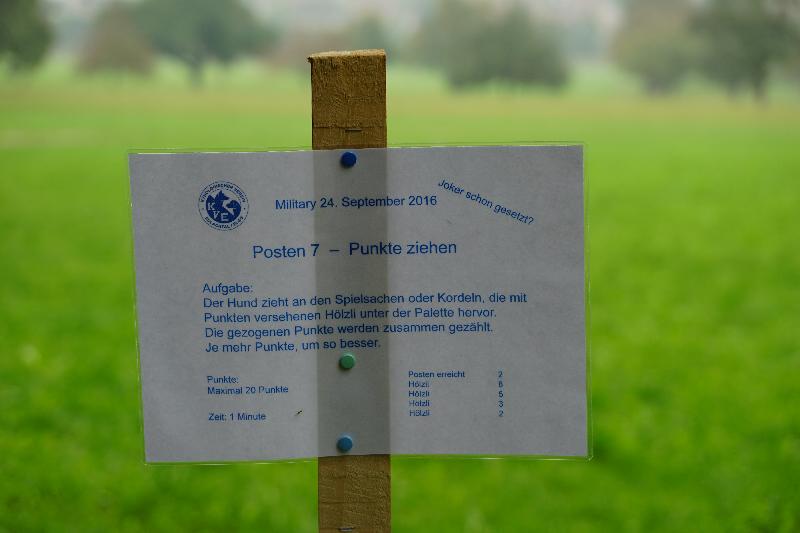 KVE
Military 24. September 2016
Joker schon gesetzt?
Posten 7 – Punkte ziehen
Aufgabe:
Der Hund zieht an den Spielsachen oder Kordeln, die mit
Punkten versehenen Hölzli unter der Palette hervor.
Die gezogenen Punkte werden zusammen gezählt.
Je mehr Punkte, um so besser.
Punkte:
Maximal 20 Punkte
Zeit: 1 Minute
Posten erreicht 2
Hölzli 8
Hölzli 5
Hölzli 3
Hölzli 2